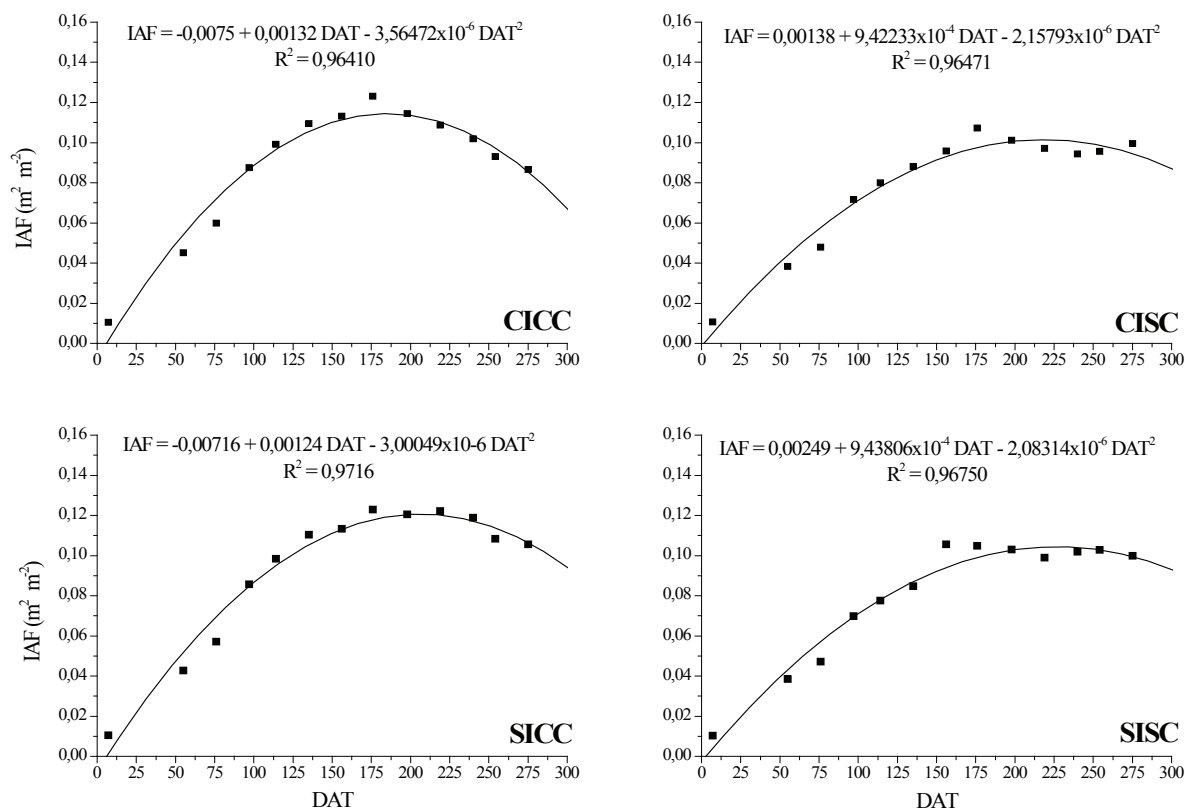 IAF = -0,0075 + 0,00132 DAT - 3,56472x10⁻⁶ DAT²
R² = 0,96410
0,16
0,14
0,12
0,10
0,08
0,06
0,04
0,02
0,00
IAF (m² m⁻²)
CICC
0 25 50 75 100 125 150 175 200 225 250 275 300
IAF = 0,00138 + 9,42233x10⁻⁴ DAT - 2,15793x10⁻⁶ DAT²
R² = 0,96471
0,16
0,14
0,12
0,10
0,08
0,06
0,04
0,02
0,00
CISC
0 25 50 75 100 125 150 175 200 225 250 275 300
IAF = -0,00716 + 0,00124 DAT - 3,00049x10-6 DAT²
R² = 0,9716
0,16
0,14
0,12
0,10
0,08
0,06
0,04
0,02
0,00
IAF (m² m⁻²)
SICC
0 25 50 75 100 125 150 175 200 225 250 275 300
DAT
IAF = 0,00249 + 9,43806x10⁻⁴ DAT - 2,08314x10⁻⁶ DAT²
R² = 0,96750
0,16
0,14
0,12
0,10
0,08
0,06
0,04
0,02
0,00
SISC
0 25 50 75 100 125 150 175 200 225 250 275 300
DAT